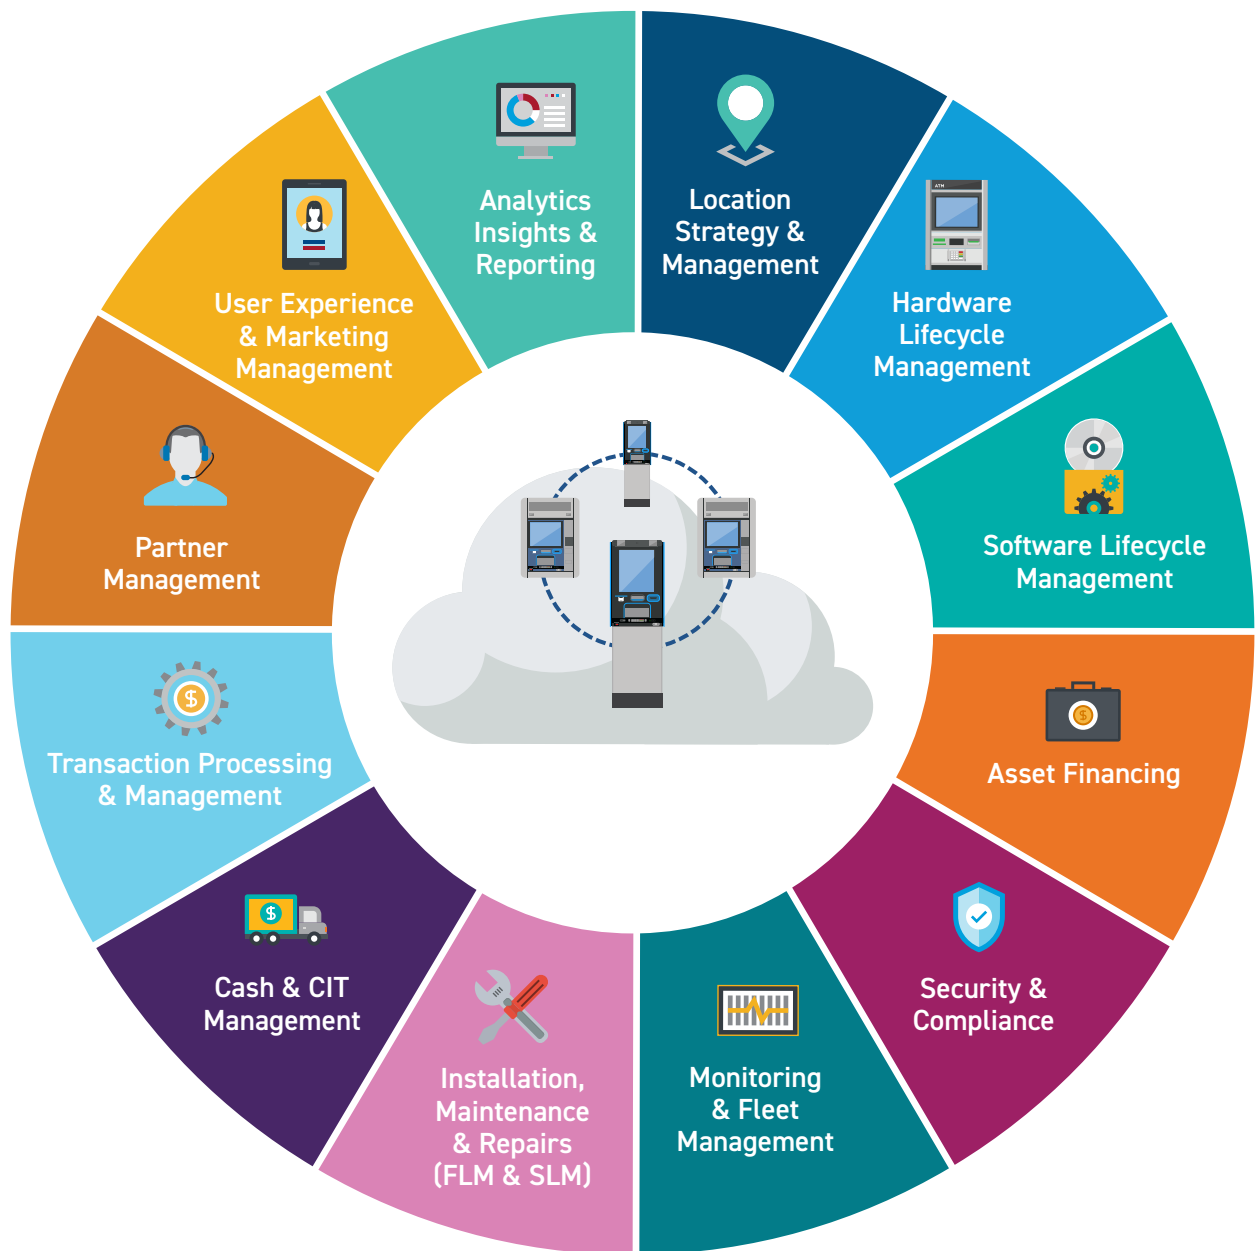 Analytics
Insights &
Reporting
Location
Strategy &
Management
ATM
Hardware
Lifecycle
Management
Software Lifecycle
Management
$
Asset Financing
Security &
Compliance
Monitoring
& Fleet
Management
Installation,
Maintenance
& Repairs
(FLM & SLM)
$
Cash & CIT
Management
$
Transaction Processing
& Management
Partner
Management
User Experience
& Marketing
Management